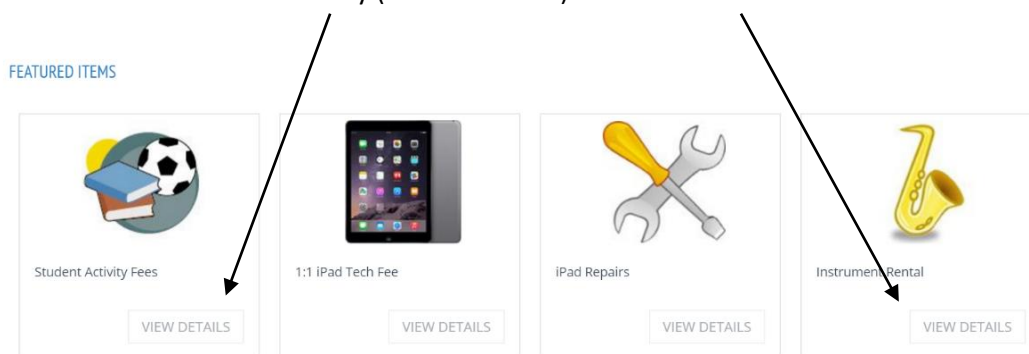 FEATURED ITEMS
Student Activity Fees
1:1 iPad Tech Fee
iPad Repairs
Instrument Rental
VIEW DETAILS
VIEW DETAILS
VIEW DETAILS
VIEW DETAILS